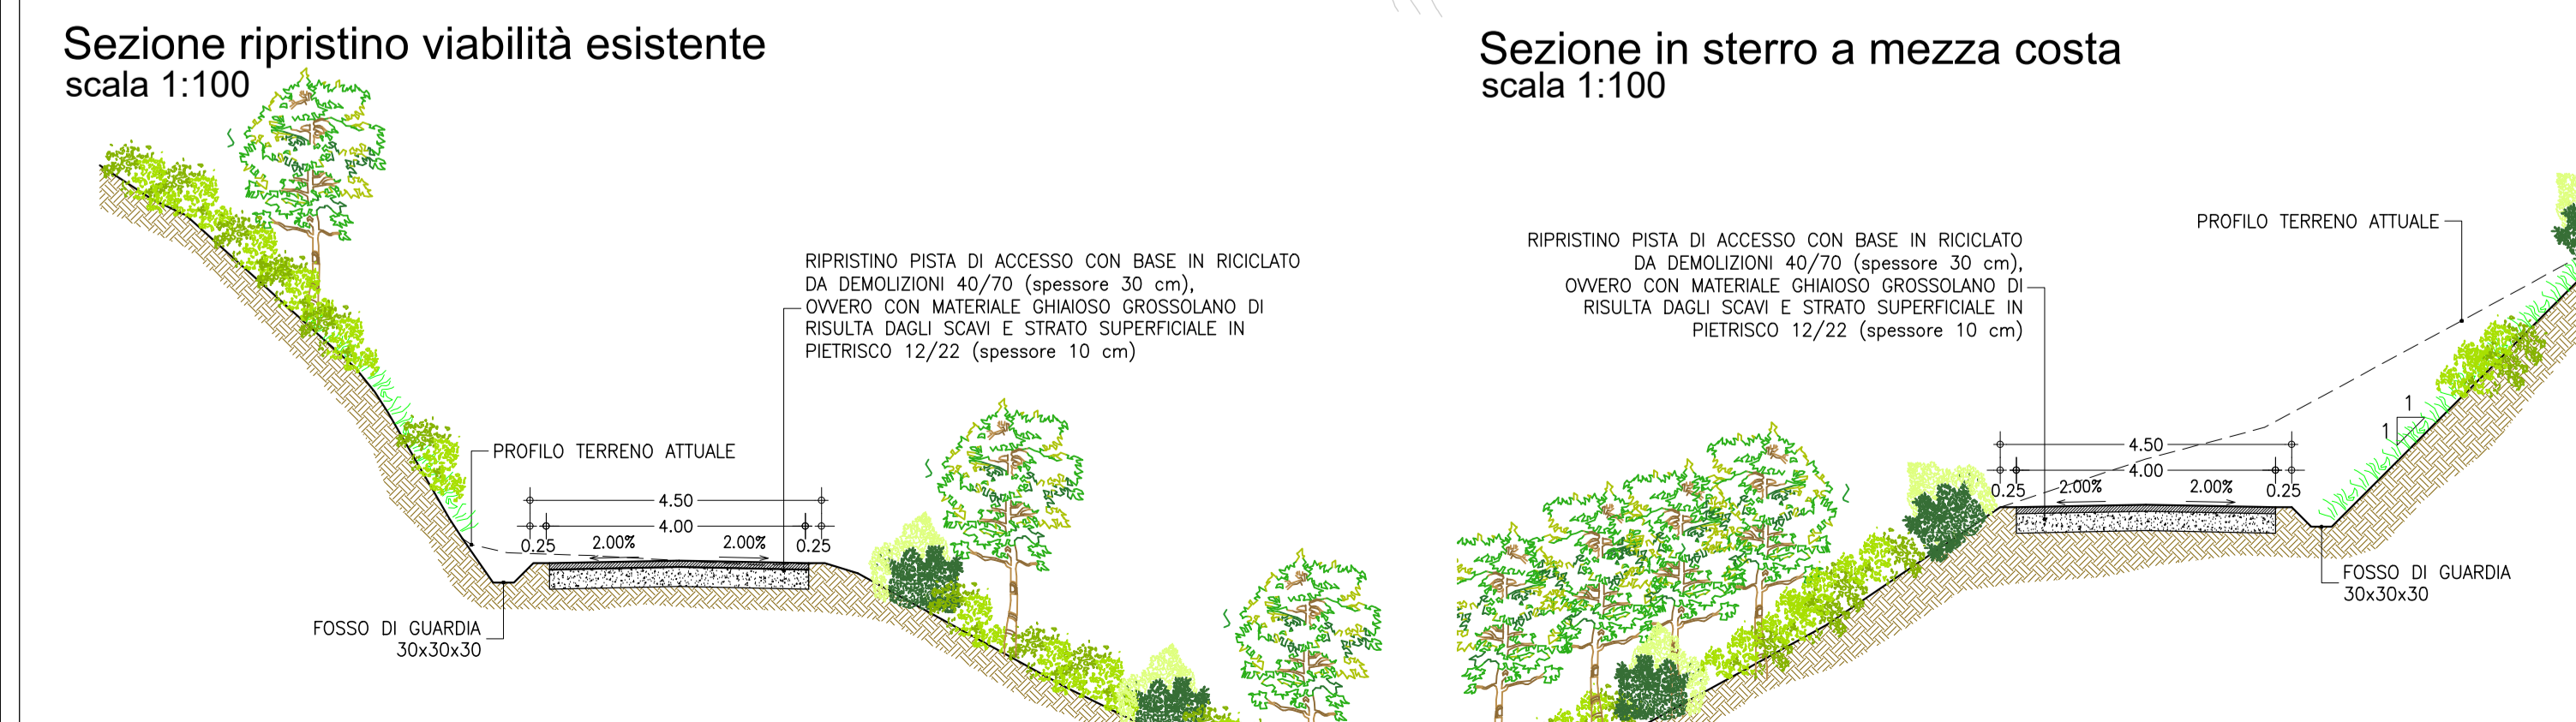 Sezione ripristino viabilità esistente
scala 1:100
RIPRISTINO PISTA DI ACCESSO CON BASE IN RICICLATO
DA DEMOLIZIONI 40/70 (spessore 30 cm),
OVVERO CON MATERIALE GHIAIOSO GROSSOLANO DI
RISULTA DAGLI SCAVI E STRATO SUPERFICIALE IN
PIETRISCO 12/22 (spessore 10 cm)
PROFILO TERRENO ATTUALE
4.50
4.00
0.25
2.00%
2.00%
0.25
FOSSO DI GUARDIA
30x30x30
Sezione in sterro a mezza costa
scala 1:100
PROFILO TERRENO ATTUALE
RIPRISTINO PISTA DI ACCESSO CON BASE IN RICICLATO
DA DEMOLIZIONI 40/70 (spessore 30 cm),
OVVERO CON MATERIALE GHIAIOSO GROSSOLANO DI
RISULTA DAGLI SCAVI E STRATO SUPERFICIALE IN
PIETRISCO 12/22 (spessore 10 cm)
1
1
4.50
4.00
0.25
2.00%
2.00%
0.25
FOSSO DI GUARDIA
30x30x30